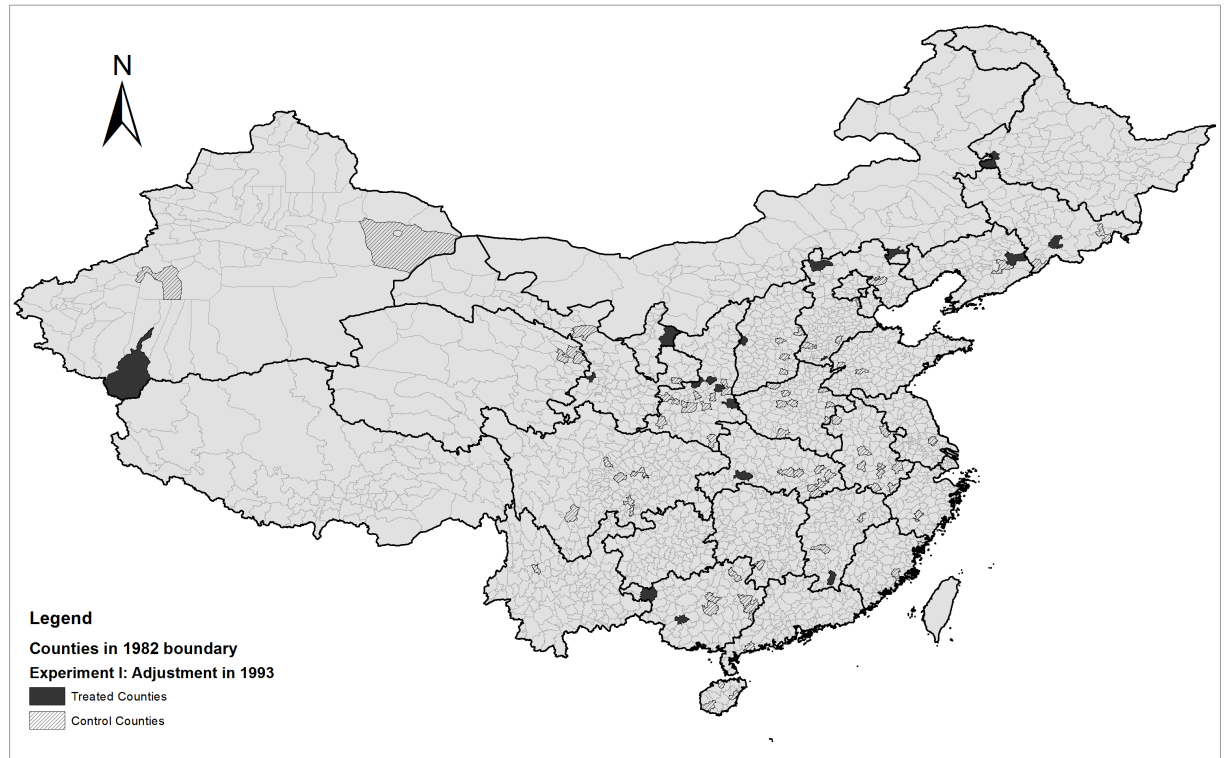 N
Legend
Counties in 1982 boundary
Experiment I: Adjustment in 1993
Treated Counties
Control Counties